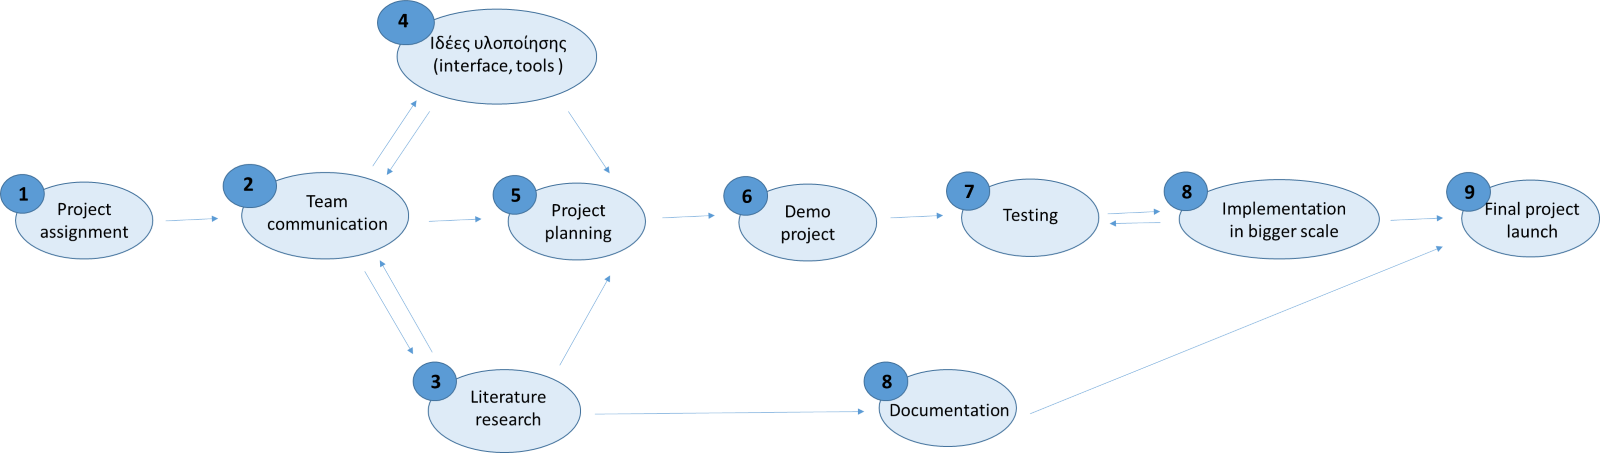 4
Ιδέες υλοποίησης
(interface, tools )
1
Project
assignment
2
Team
communication
5
Project
planning
6
Demo
project
7
Testing
8
Implementation
in bigger scale
9
Final project
launch
3
Literature
research
8
Documentation